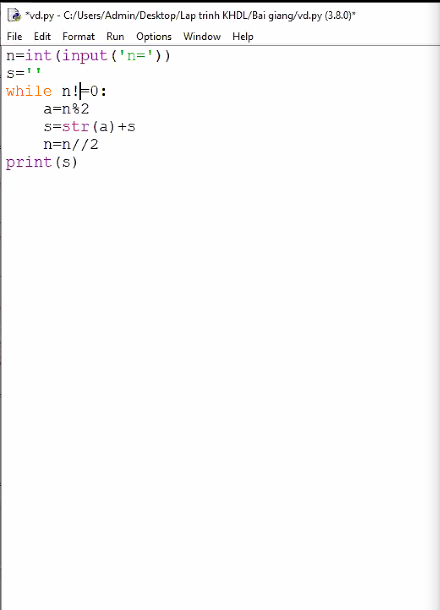 *vd.py - C:/Users/Admin/Desktop/Lap trinh KHDL/Bai giang/vd.py (3.8.0)*
File Edit Format Run Options Window Help
n=int(input('n='))
s=''
while n!=0:
    a=n%2
    s=str(a)+s
    n=n//2
print(s)